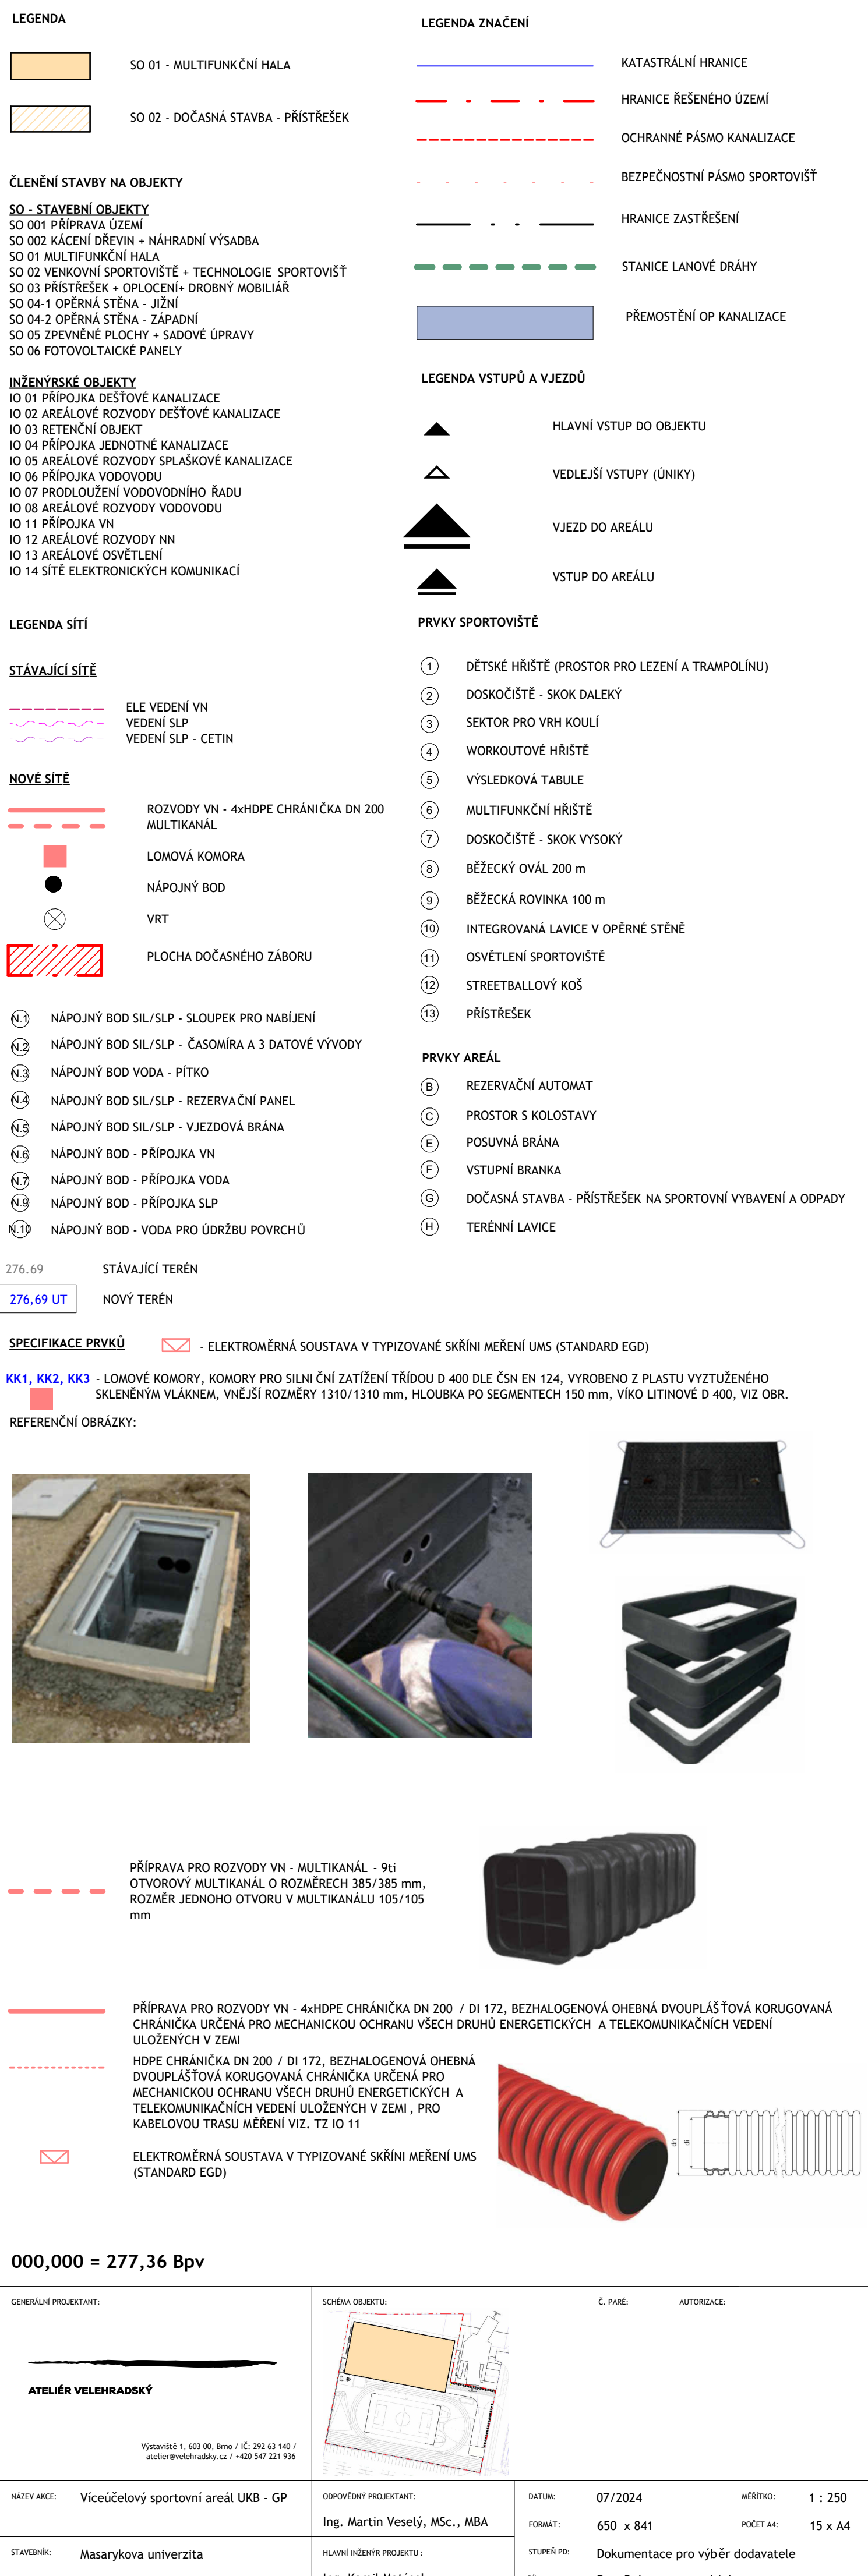 LEGENDA
SO 01 - MULTIFUNKČNÍ HALA
SO 02 - DOČASNÁ STAVBA - PŘÍSTŘEŠEK
ČLENĚNÍ STAVBY NA OBJEKTY
SO - STAVEBNÍ OBJEKTY
SO 001 PŘÍPRAVA ÚZEMÍ
SO 002 KÁCENÍ DŘEVIN + NÁHRADNÍ VÝSADBA
SO 01 MULTIFUNKČNÍ HALA
SO 02 VENKOVNÍ SPORTOVIŠTĚ + TECHNOLOGIE SPORTOVIŠŤ
SO 03 PŘÍSTŘEŠEK + OPLOCENÍ+ DROBNÝ MOBILIÁŘ
SO 04-1 OPĚRNÁ STĚNA - JIŽNÍ
SO 04-2 OPĚRNÁ STĚNA - ZÁPADNÍ
SO 05 ZPEVNĚNÉ PLOCHY + SADOVÉ ÚPRAVY
SO 06 FOTOVOLTAICKÉ PANELY
INŽENÝRSKÉ OBJEKTY
IO 01 PŘÍPOJKA DEŠŤOVÉ KANALIZACE
IO 02 AREÁLOVÉ ROZVODY DEŠŤOVÉ KANALIZACE
IO 03 RETENČNÍ OBJEKT
IO 04 PŘÍPOJKA JEDNOTNÉ KANALIZACE
IO 05 AREÁLOVÉ ROZVODY SPLAŠKOVÉ KANALIZACE
IO 06 PŘÍPOJKA VODOVODU
IO 07 PRODLOUŽENÍ VODOVODNÍHO ŘADU
IO 08 AREÁLOVÉ ROZVODY VODOVODU
IO 11 PŘÍPOJKA VN
IO 12 AREÁLOVÉ ROZVODY NN
IO 13 AREÁLOVÉ OSVĚTLENÍ
IO 14 SÍTĚ ELEKTRONICKÝCH KOMUNIKACÍ
LEGENDA SÍTÍ
STÁVAJÍCÍ SÍTĚ
ELE VEDENÍ VN
VEDENÍ SLP
VEDENÍ SLP - CETIN
NOVÉ SÍTĚ
ROZVODY VN - 4xHDPE CHRÁNIČKA DN 200
MULTIKANÁL
LOMOVÁ KOMORA
NÁPOJNÝ BOD
VRT
PLOCHA DOČASNÉHO ZÁBORU
N.1 NÁPOJNÝ BOD SIL/SLP - SLOUPEK PRO NABÍJENÍ
N.2 NÁPOJNÝ BOD SIL/SLP - ČASOMÍRA A 3 DATOVÉ VÝVODY
N.3 NÁPOJNÝ BOD VODA - PÍTKO
N.4 NÁPOJNÝ BOD SIL/SLP - REZERVAČNÍ PANEL
N.5 NÁPOJNÝ BOD SIL/SLP - VJEZDOVÁ BRÁNA
N.6 NÁPOJNÝ BOD - PŘÍPOJKA VN
N.7 NÁPOJNÝ BOD - PŘÍPOJKA VODA
N.9 NÁPOJNÝ BOD - PŘÍPOJKA SLP
N.10 NÁPOJNÝ BOD - VODA PRO ÚDRŽBU POVRCHŮ
276.69 STÁVAJÍCÍ TERÉN
276,69 UT NOVÝ TERÉN
LEGENDA ZNAČENÍ
KATASTRÁLNÍ HRANICE
HRANICE ŘEŠENÉHO ÚZEMÍ
OCHRANNÉ PÁSMO KANALIZACE
BEZPEČNOSTNÍ PÁSMO SPORTOVIŠŤ
HRANICE ZASTŘEŠENÍ
STANICE LANOVÉ DRÁHY
PŘEMOSTĚNÍ OP KANALIZACE
LEGENDA VSTUPŮ A VJEZDŮ
HLAVNÍ VSTUP DO OBJEKTU
VEDLEJŠÍ VSTUPY (ÚNIKY)
VJEZD DO AREÁLU
VSTUP DO AREÁLU
PRVKY SPORTOVIŠTĚ
1 DĚTSKÉ HŘIŠTĚ (PROSTOR PRO LEZENÍ A TRAMPOLÍNU)
2 DOSKOČIŠTĚ - SKOK DALEKÝ
3 SEKTOR PRO VRH KOULÍ
4 WORKOUTOVÉ HŘIŠTĚ
5 VÝSLEDKOVÁ TABULE
6 MULTIFUNKČNÍ HŘIŠTĚ
7 DOSKOČIŠTĚ - SKOK VYSOKÝ
8 BĚŽECKÝ OVÁL 200 m
9 BĚŽECKÁ ROVINKA 100 m
10 INTEGROVANÁ LAVICE V OPĚRNÉ STĚNĚ
11 OSVĚTLENÍ SPORTOVIŠTĚ
12 STREETBALLOVÝ KOŠ
13 PŘÍSTŘEŠEK
PRVKY AREÁL
B REZERVAČNÍ AUTOMAT
C PROSTOR S KOLOSTAVY
E POSUVNÁ BRÁNA
F VSTUPNÍ BRANKA
G DOČASNÁ STAVBA - PŘÍSTŘEŠEK NA SPORTOVNÍ VYBAVENÍ A ODPADY
H TERÉNNÍ LAVICE
SPECIFIKACE PRVKŮ - ELEKTROMĚRNÁ SOUSTAVA V TYPIZOVANÉ SKŘÍNI MEŘENÍ UMS (STANDARD EGD)
KK1, KK2, KK3 - LOMOVÉ KOMORY, KOMORY PRO SILNIČNÍ ZATÍŽENÍ TŘÍDOU D 400 DLE ČSN EN 124, VYROBENO Z PLASTU VYZTUŽENÉHO
SKLENĚNÝM VLÁKNEM, VNĚJŠÍ ROZMĚRY 1310/1310 mm, HLOUBKA PO SEGMENTECH 150 mm, VÍKO LITINOVÉ D 400, VIZ OBR.
REFERENČNÍ OBRÁZKY:
PŘÍPRAVA PRO ROZVODY VN - MULTIKANÁL - 9ti
OTVOROVÝ MULTIKANÁL O ROZMĚRECH 385/385 mm,
ROZMĚR JEDNOHO OTVORU V MULTIKANÁLU 105/105
mm
PŘÍPRAVA PRO ROZVODY VN - 4xHDPE CHRÁNIČKA DN 200 / DI 172, BEZHALOGENOVÁ OHEBNÁ DVOUPLÁŠŤOVÁ KORUGOVANÁ
CHRÁNIČKA URČENÁ PRO MECHANICKOU OCHRANU VŠECH DRUHŮ ENERGETICKÝCH A TELEKOMUNIKAČNÍCH VEDENÍ
ULOŽENÝCH V ZEMI
HDPE CHRÁNIČKA DN 200 / DI 172, BEZHALOGENOVÁ OHEBNÁ
DVOUPLÁŠŤOVÁ KORUGOVANÁ CHRÁNIČKA URČENÁ PRO
MECHANICKOU OCHRANU VŠECH DRUHŮ ENERGETICKÝCH A
TELEKOMUNIKAČNÍCH VEDENÍ ULOŽENÝCH V ZEMI, PRO
KABELOVOU TRASU MĚŘENÍ VIZ. TZ IO 11
dn
di
ELEKTROMĚRNÁ SOUSTAVA V TYPIZOVANÉ SKŘÍNI MEŘENÍ UMS
(STANDARD EGD)
000,000 = 277,36 Bpv
GENERÁLNÍ PROJEKTANT:
ATELIÉR VELEHRADSKÝ
Výstaviště 1, 603 00, Brno / IČ: 292 63 140 /
atelier@velehradsky.cz / +420 547 221 936
SCHÉMA OBJEKTU:
Č. PARÉ:
AUTORIZACE:
NÁZEV AKCE: Víceúčelový sportovní areál UKB - GP
ODPOVĚDNÝ PROJEKTANT:
Ing. Martin Veselý, MSc., MBA
DATUM: 07/2024
MĚŘÍTKO: 1 : 250
FORMÁT: 650 x 841
POČET A4: 15 x A4
STAVEBNÍK: Masarykova univerzita
HLAVNÍ INŽENÝR PROJEKTU :
STUPEŇ PD: Dokumentace pro výběr dodavatele